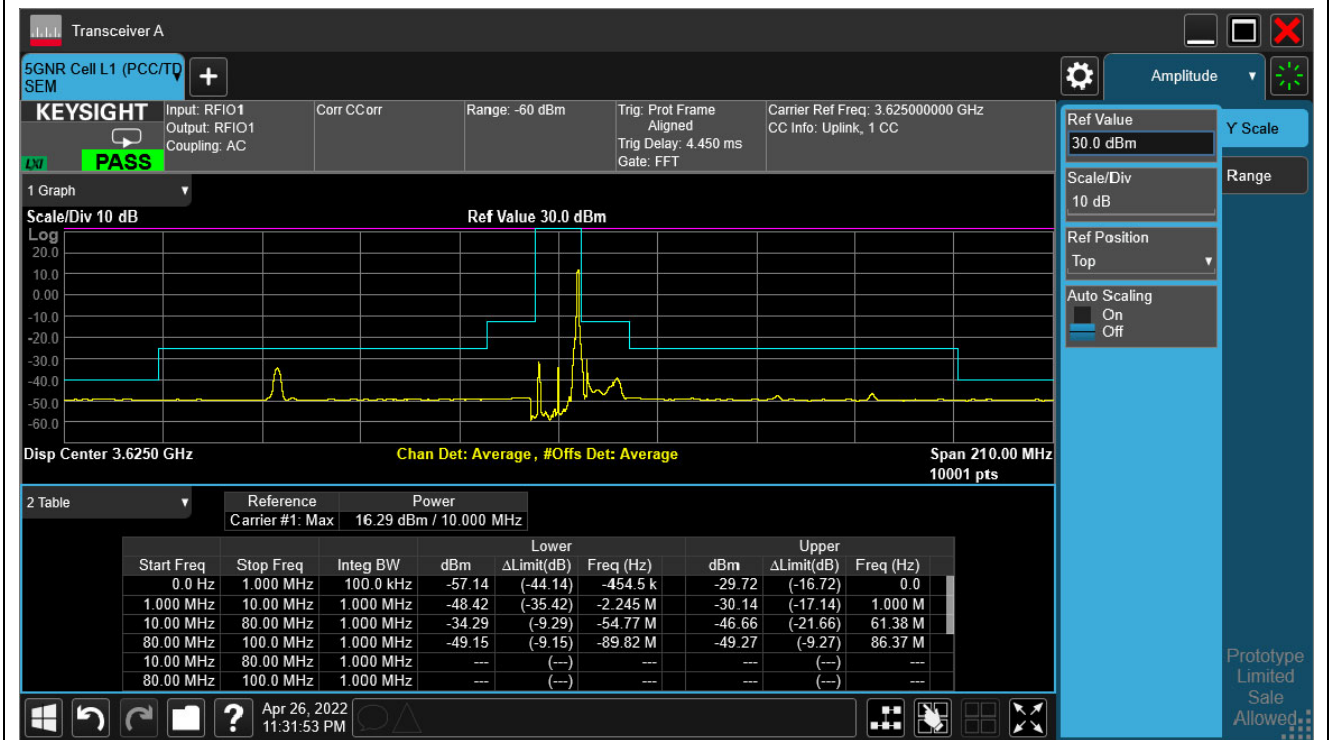 Transceiver A
5GNR Cell L1 (PCC/TD
SEM
+
Amplitude
KEYSIGHT
LXI
PASS
Input: RFIO1
Output: RFIO1
Coupling: AC
Corr CCorr
Range: -60 dBm
Trig: Prot Frame
Aligned
Trig Delay: 4.450 ms
Gate: FFT
Carrier Ref Freq: 3.625000000 GHz
CC Info: Uplink, 1 CC
Ref Value
30.0 dBm
Scale/Div
10 dB
Ref Position
Top
Auto Scaling
On
Off
Y Scale
Range
1 Graph
Scale/Div 10 dB
Ref Value 30.0 dBm
Log
20.0
10.0
0.00
-10.0
-20.0
-30.0
-40.0
-50.0
-60.0
Disp Center 3.6250 GHz
Chan Det: Average , #Offs Det: Average
Span 210.00 MHz
10001 pts
2 Table
Reference Power
Carrier #1: Max 16.29 dBm / 10.000 MHz
Lower Upper
Start Freq Stop Freq Integ BW dBm ΔLimit(dB) Freq (Hz) dBm ΔLimit(dB) Freq (Hz)
0.0 Hz 1.000 MHz 100.0 kHz -57.14 (-44.14) -454.5 k -29.72 (-16.72) 0.0
1.000 MHz 10.00 MHz 1.000 MHz -48.42 (-35.42) -2.245 M -30.14 (-17.14) 1.000 M
10.00 MHz 80.00 MHz 1.000 MHz -34.29 (-9.29) -54.77 M -46.66 (-21.66) 61.38 M
80.00 MHz 100.0 MHz 1.000 MHz -49.15 (-9.15) -89.82 M -49.27 (-9.27) 86.37 M
10.00 MHz 80.00 MHz 1.000 MHz --- (---) --- --- (---) ---
80.00 MHz 100.0 MHz 1.000 MHz --- (---) --- --- (---) ---
Prototype
Limited
Sale
Allowed
?
Apr 26, 2022
11:31:53 PM